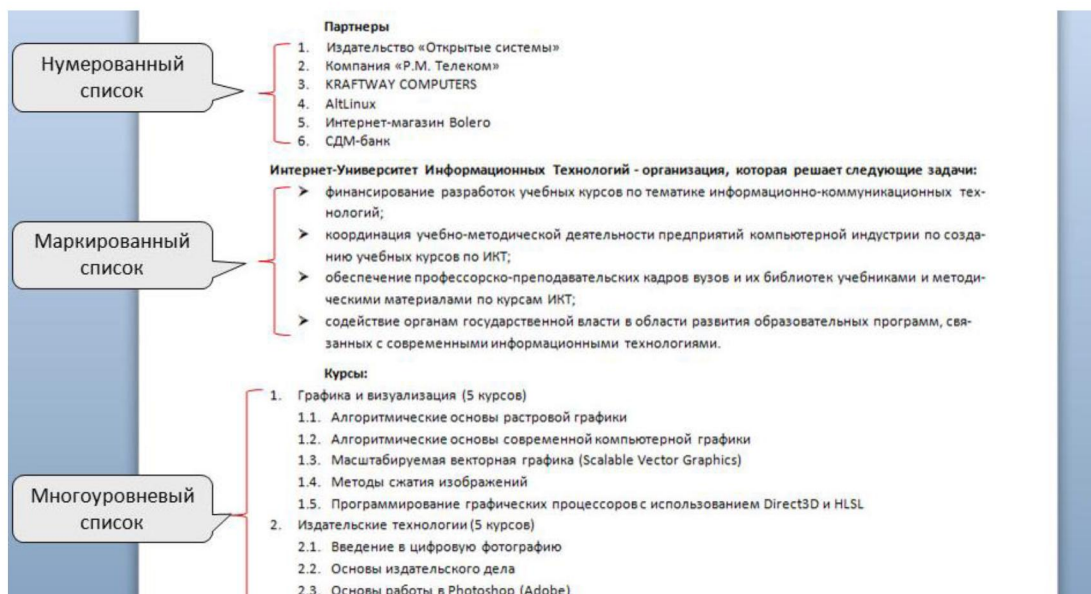 Партнеры
Нумерованный
список
1. Издательство «Открытые системы»
2. Компания «Р.М. Телеком»
3. KRAFTWAY COMPUTERS
4. AltLinux
5. Интернет-магазин Bolero
6. СДМ-банк
Интернет-Университет Информационных Технологий - организация, которая решает следующие задачи:
Маркированный
список
➢ финансирование разработок учебных курсов по тематике информационно-коммуникационных тех-
нологий;
➢ координация учебно-методической деятельности предприятий компьютерной индустрии по созда-
нию учебных курсов по ИКТ;
➢ обеспечение профессорско-преподавательских кадров вузов и их библиотек учебниками и методи-
ческими материалами по курсам ИКТ;
➢ содействие органам государственной власти в области развития образовательных программ, свя-
занных с современными информационными технологиями.
Курсы:
Многоуровневый
список
1. Графика и визуализация (5 курсов)
1.1. Алгоритмические основы растровой графики
1.2. Алгоритмические основы современной компьютерной графики
1.3. Масштабируемая векторная графика (Scalable Vector Graphics)
1.4. Методы сжатия изображений
1.5. Программирование графических процессоров с использованием Direct3D и HLSL
2. Издательские технологии (5 курсов)
2.1. Введение в цифровую фотографию
2.2. Основы издательского дела
2.3. Основы работы в Photoshop (Adobe)